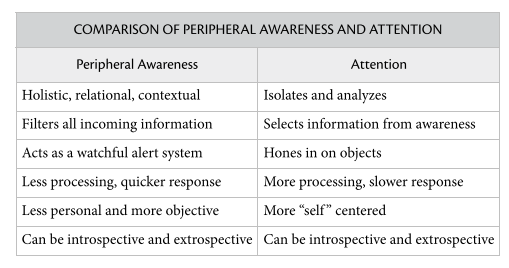 COMPARISON OF PERIPHERAL AWARENESS AND ATTENTION
Peripheral Awareness Attention
Holistic, relational, contextual Isolates and analyzes
Filters all incoming information Selects information from awareness
Acts as a watchful alert system Hones in on objects
Less processing, quicker response More processing, slower response
Less personal and more objective More “self” centered
Can be introspective and extrospective Can be introspective and extrospective